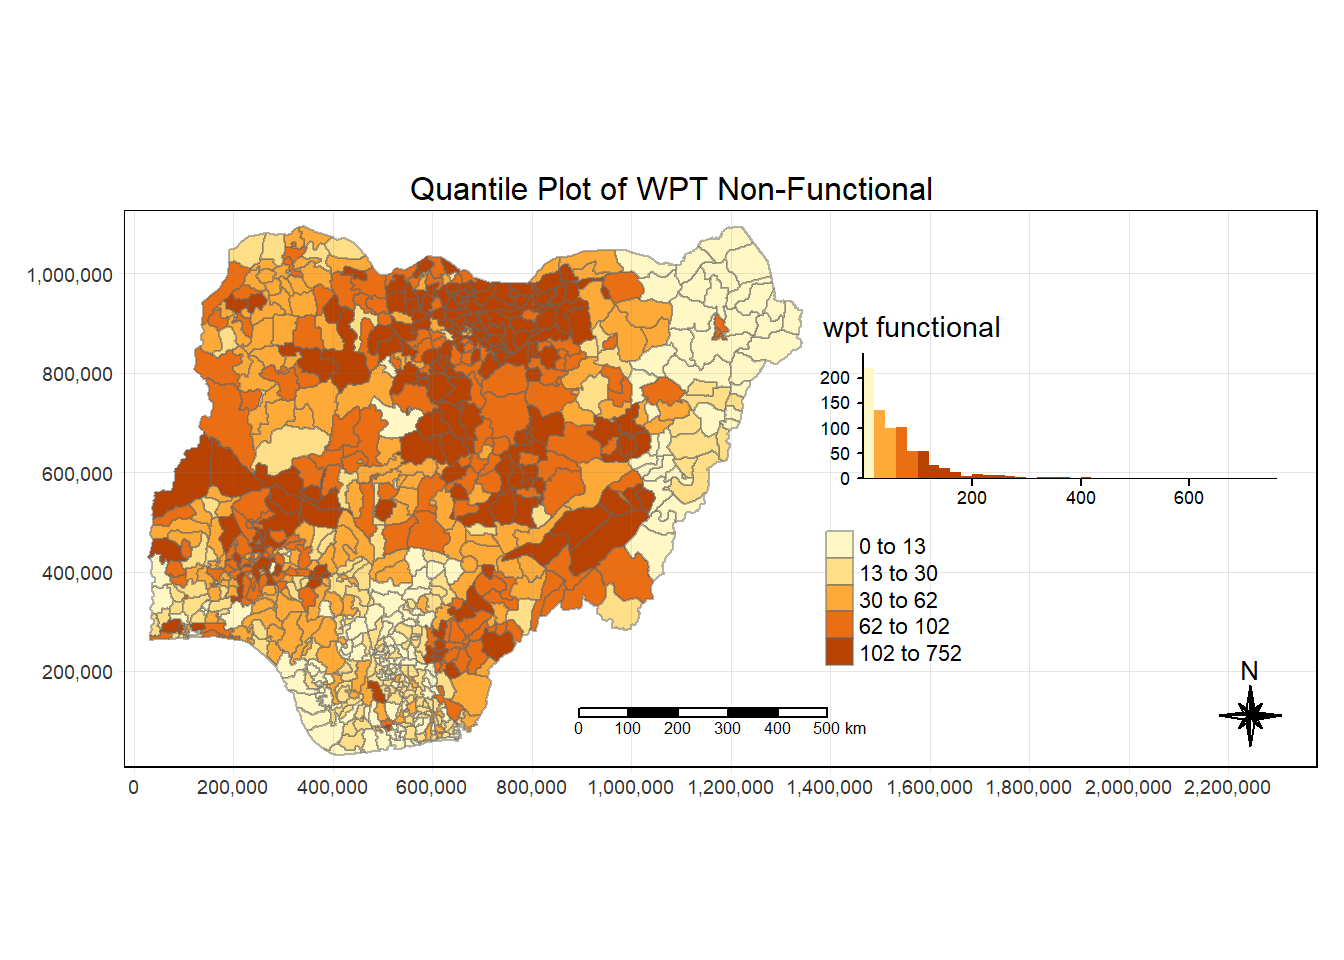 Quantile Plot of WPT Non-Functional
1,000,000
800,000
600,000
400,000
200,000
wpt functional
200
150
100
50
0
200 400 600
0 to 13
13 to 30
30 to 62
62 to 102
102 to 752
N
0 100 200 300 400 500 km
0 200,000 400,000 600,000 800,000 1,000,000 1,200,000 1,400,000 1,600,000 1,800,000 2,000,000 2,200,000